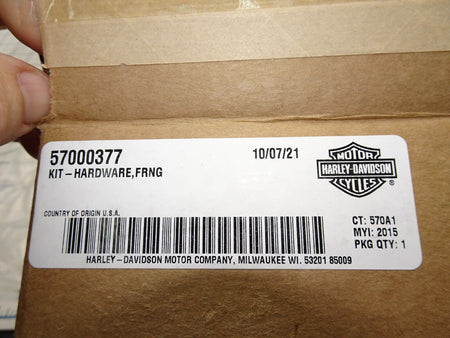 57000377
10/07/21
KIT-HARDWARE,FRNG
MOTOR
HARLEY-DAVIDSON
CYCLES
®
COUNTRY OF ORIGIN U.S.A.
CT: 570A1
MYI: 2015
PKG QTY: 1
HARLEY-DAVIDSON MOTOR COMPANY, MILWAUKEE WI. 53201 85009